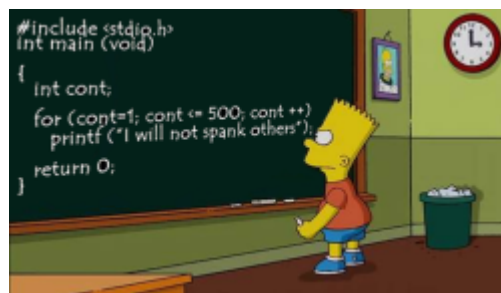 #include <stdio.h>
int main (void)
{
int cont;
for (cont=1; cont <= 500; cont ++)
printf ("I will not spank others");
return 0;
}